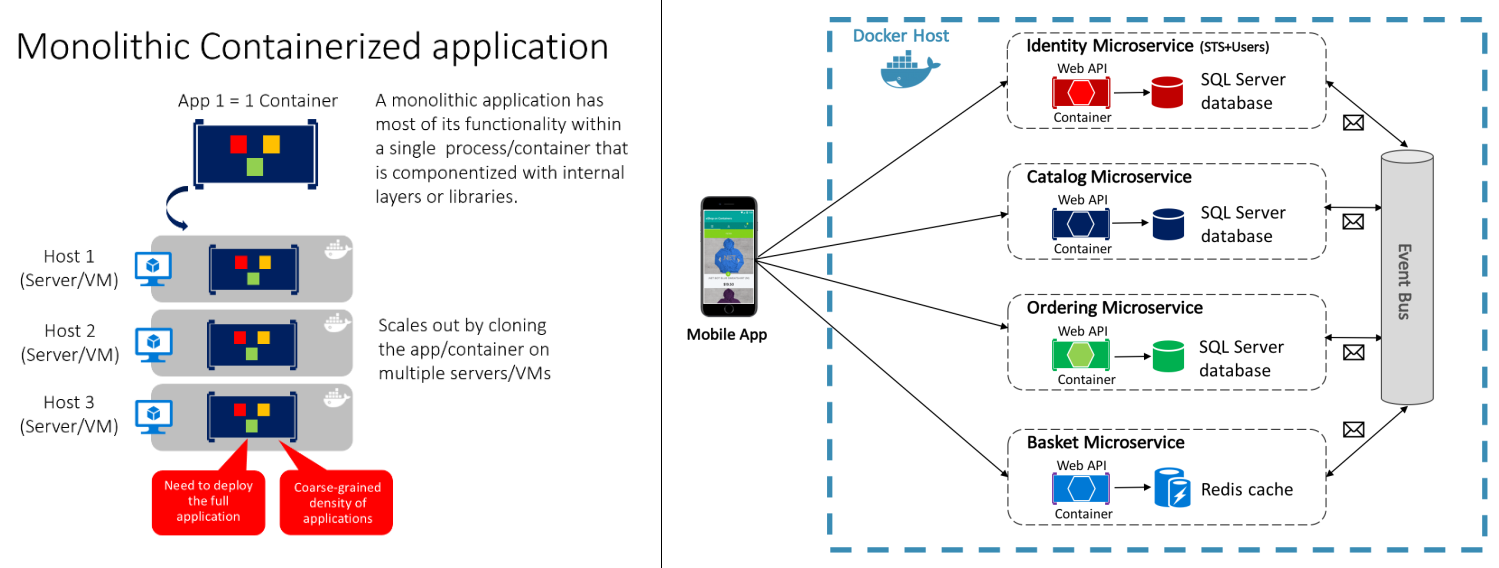 Monolithic Containerized application
App 1 = 1 Container
A monolithic application has
most of its functionality within
a single process/container that
is componentized with internal
layers or libraries.
Host 1
(Server/VM)
Host 2
(Server/VM)
Host 3
(Server/VM)
Scales out by cloning
the app/container on
multiple servers/VMs
Need to deploy
the full
application
Coarse-grained
density of
applications
Mobile App
Docker Host
Identity Microservice (STS+Users)
Web API
Container
SQL Server
database
Catalog Microservice
Web API
Container
SQL Server
database
Ordering Microservice
Web API
Container
SQL Server
database
Basket Microservice
Web API
Container
Redis cache
Event Bus